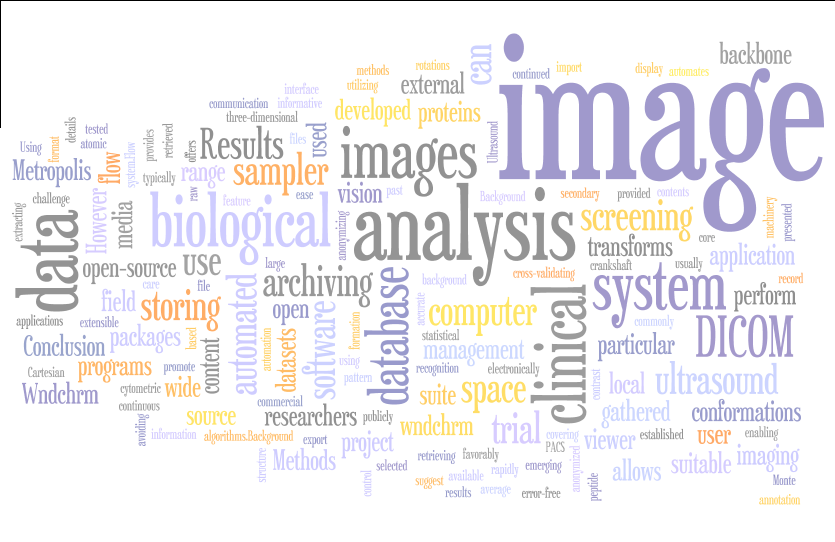 image
analysis
images
data
biological
system
clinical
database
DICOM
computer
screening
Results
sampler
backbone
can
external
developed
proteins
continued
import
display
automates
methods
rotations
utilizing
interface
communication
informative
three-dimensional
files
used
Ultrasound
details
tested
atomic
format
Using
Metropolis
flow
system.Flow
provides
retrieved
offers
typically
range
raw
feature
ease
vision
past
Background
secondary
provided
contents
machinery
presented
challenge
extracting
However
media
anonymizing
transforms
core
application
crankshaft
usually
record
open-source
use
large
archiving
background
cross-validating
perform
care
file
storing
field
automated
software
open
accurate
applications
extensible
packages
based
content
automation
datasets
formation
statistical
management
commonly
particular
Conclusion
promote
using
recognition
electronically
contrast
Cartesian
programs
pattern
suite
space
local
ultrasound
Wndchrm
cytometric
wide
commercial
continuous
source
researchers
publicly
wndchrm
trial
gathered
conformations
avoiding
information
algorithms.Background
export
project
covering
viewer
established
user
enabling
PACS
structure
Methods
control
selected
retrieving
favorably
available
rapidly
emerging
anonymized
peptide
allows
suitable
imaging
Monte
suggest
results
average
error-free
annotation